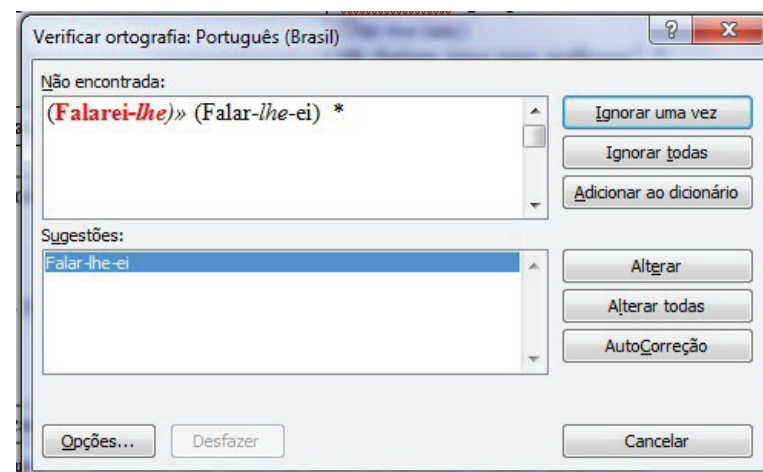 Verificar ortografia: Português (Brasil)
? X
Não encontrada:
(Falarei-lhe)» (Falar-lhe-ei) *
Ignorar uma vez
Ignorar todas
Adicionar ao dicionário
Sugestões:
Falar-lhe-ei
Alterar
Alterar todas
AutoCorreção
Opções...
Desfazer
Cancelar